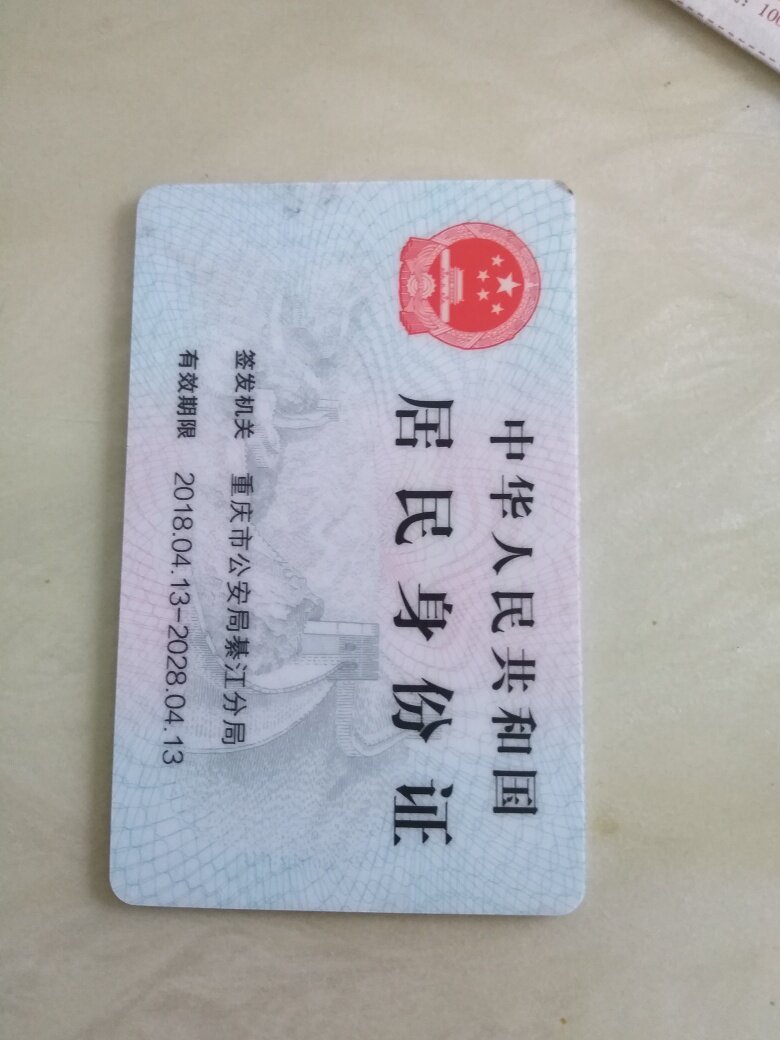 中华人民共和国
居民身份证
签发机关 重庆市公安局綦江分局
有效期限 2018.04.13-2028.04.13